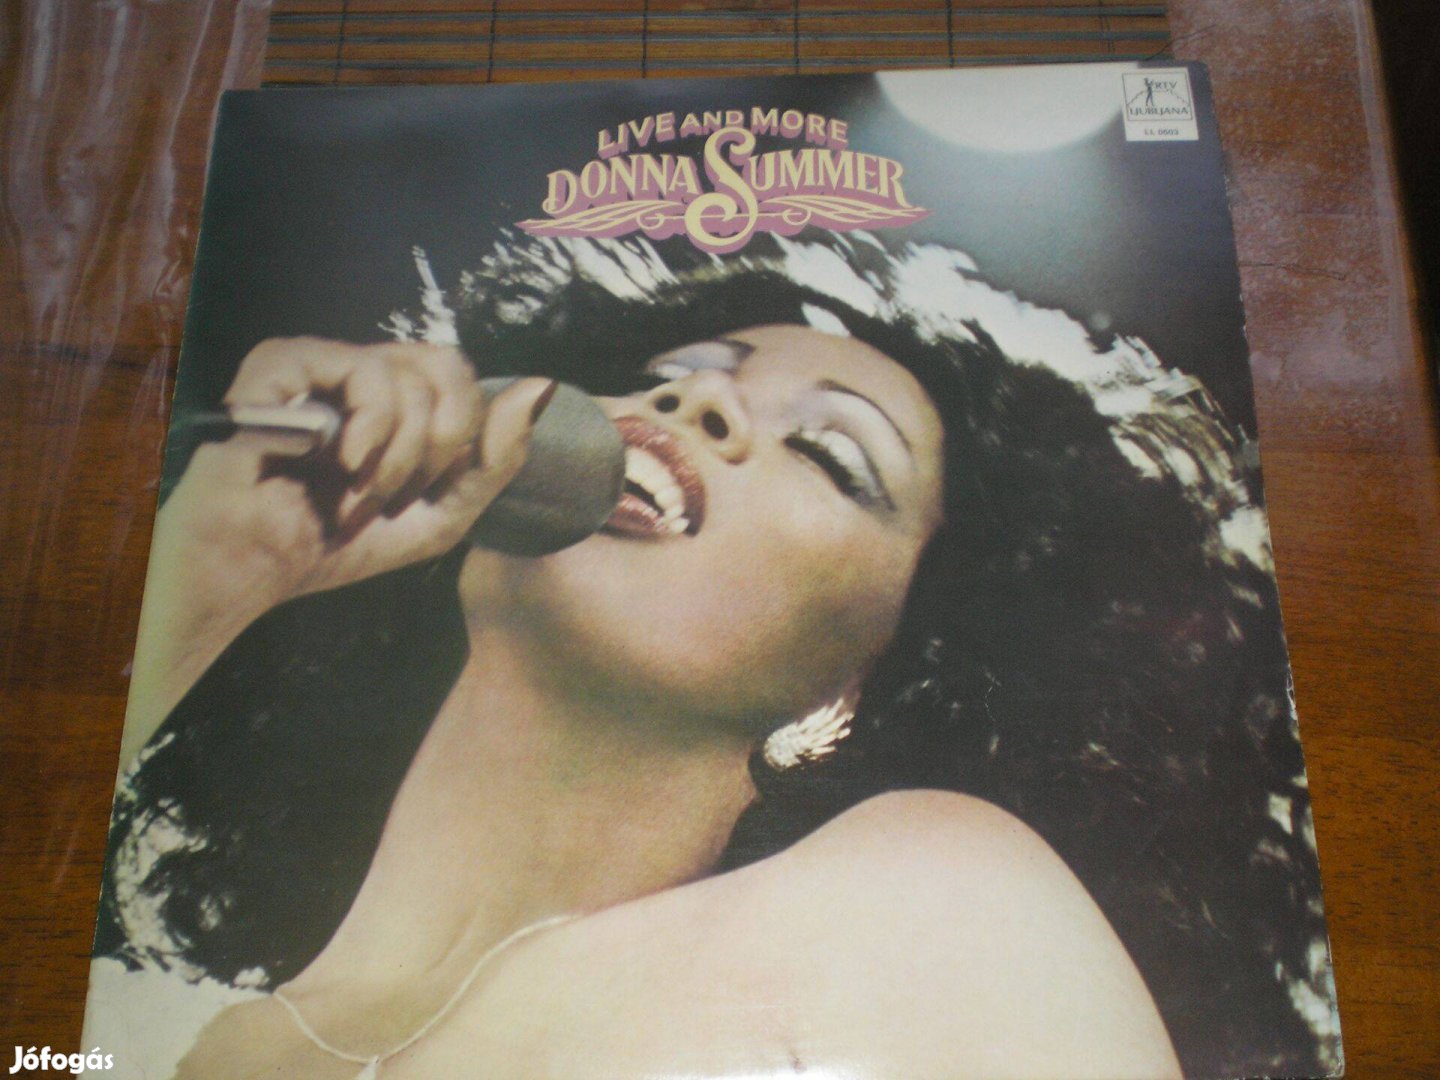 LIVE AND MORE
DONNA SUMMER
RTV
LJUBLJANA
LL 0603
Jófogás